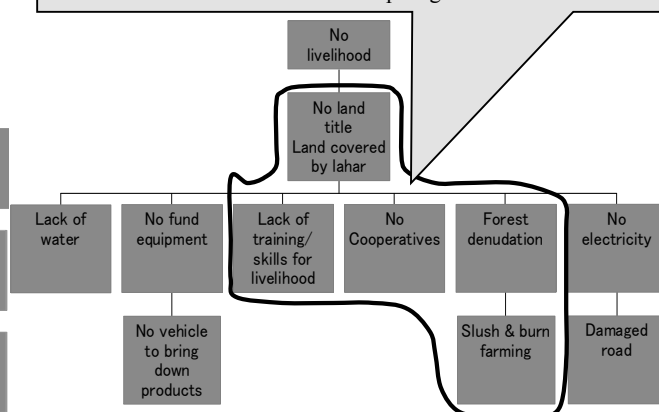 No
livelihood
No land
title
Land covered
by lahar
Lack of
water
No fund
equipment
Lack of
training/
skills for
livelihood
No
Cooperatives
Forest
denudation
No
electricity
No vehicle
to bring
down
products
Slush & burn
farming
Damaged
road